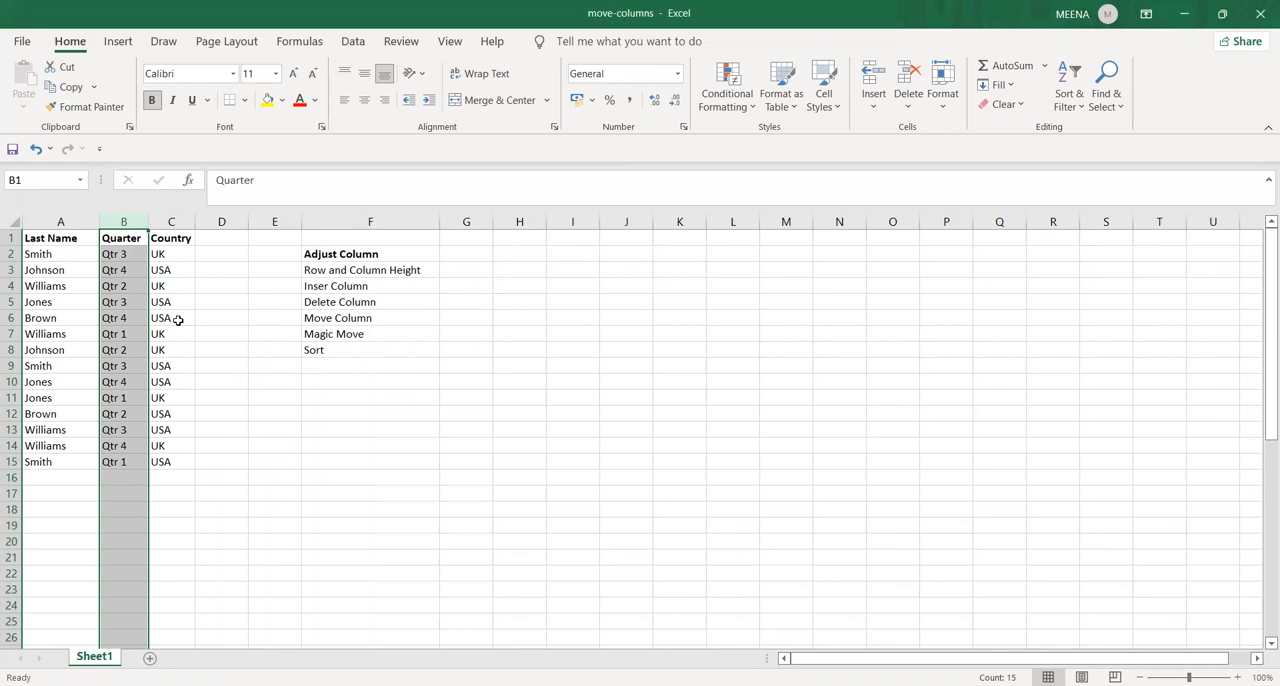 move-columns - Excel
MEENA M
File Home Insert Draw Page Layout Formulas Data Review View Help Tell me what you want to do Share
Paste Cut Copy Format Painter Clipboard
Calibri 11 B I U Font
Wrap Text Merge & Center Alignment
General % Number
Conditional Formatting Format as Table Cell Styles Styles
Insert Delete Format Cells
AutoSum Fill Clear Sort & Filter Find & Select Editing
B1 fx Quarter
A B C D E F G H I J K L M N O P Q R S T U
1 Last Name Quarter Country
2 Smith Qtr 3 UK Adjust Column
3 Johnson Qtr 4 USA Row and Column Height
4 Williams Qtr 2 UK Inser Column
5 Jones Qtr 3 USA Delete Column
6 Brown Qtr 4 USA Move Column
7 Williams Qtr 1 UK Magic Move
8 Johnson Qtr 2 UK Sort
9 Smith Qtr 3 USA
10 Jones Qtr 4 USA
11 Jones Qtr 1 UK
12 Brown Qtr 2 USA
13 Williams Qtr 3 USA
14 Williams Qtr 4 UK
15 Smith Qtr 1 USA
16
17
18
19
20
21
22
23
24
25
26
Sheet1
Ready Count: 15 100%